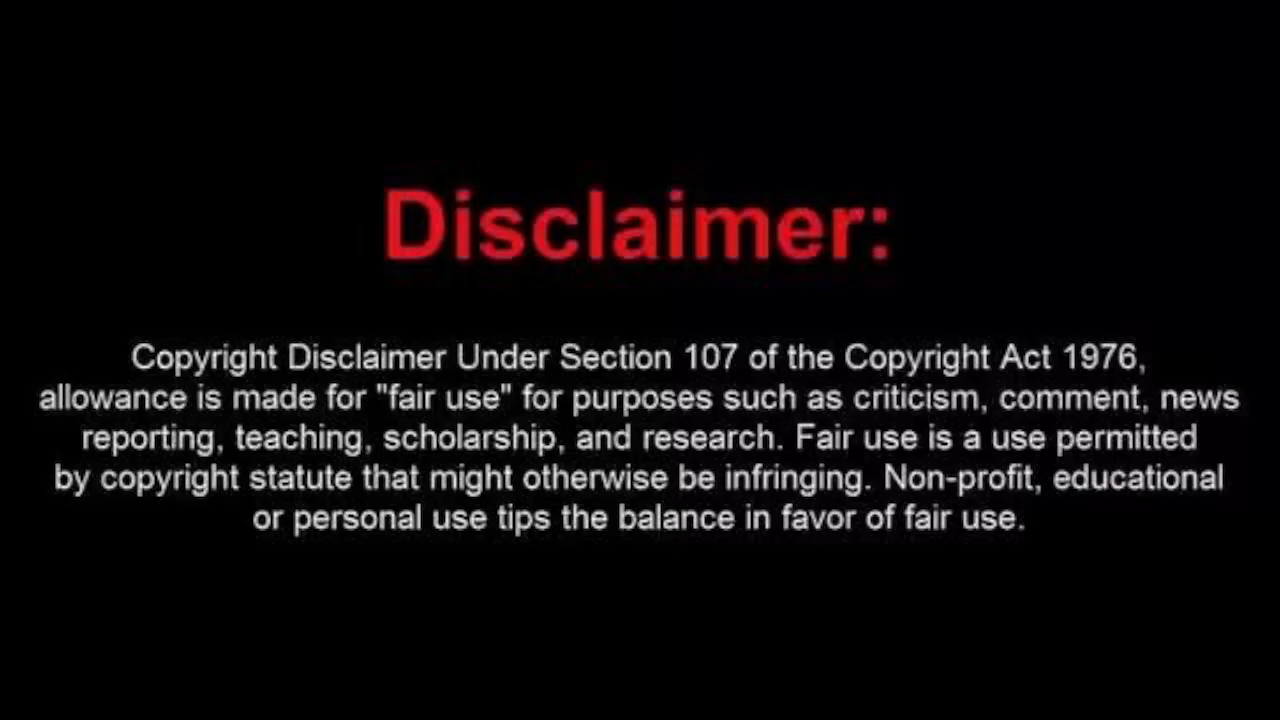 Disclaimer:
Copyright Disclaimer Under Section 107 of the Copyright Act 1976,
allowance is made for "fair use" for purposes such as criticism, comment, news
reporting, teaching, scholarship, and research. Fair use is a use permitted
by copyright statute that might otherwise be infringing. Non-profit, educational
or personal use tips the balance in favor of fair use.